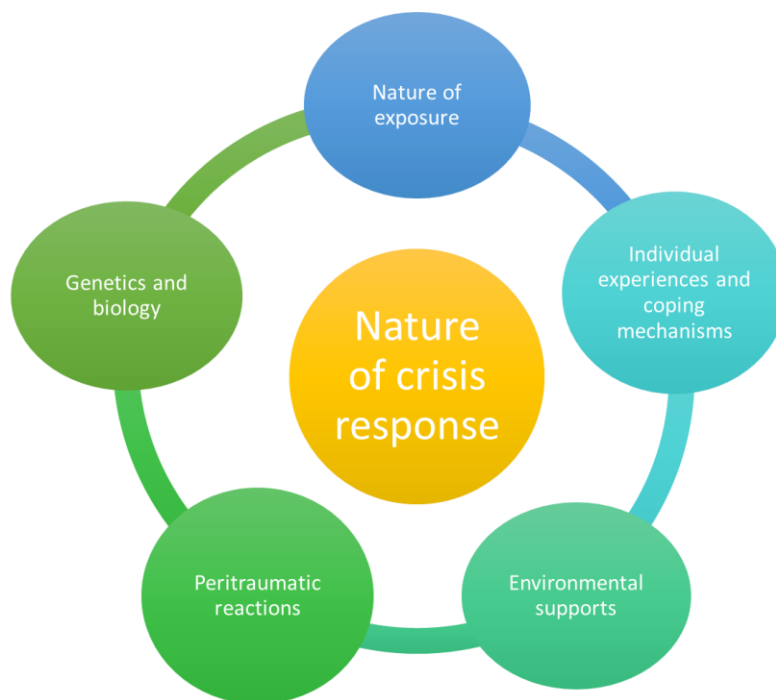 Nature of
exposure
Individual
experiences and
coping
mechanisms
Genetics and
biology
Nature
of crisis
response
Peritraumatic
reactions
Environmental
supports